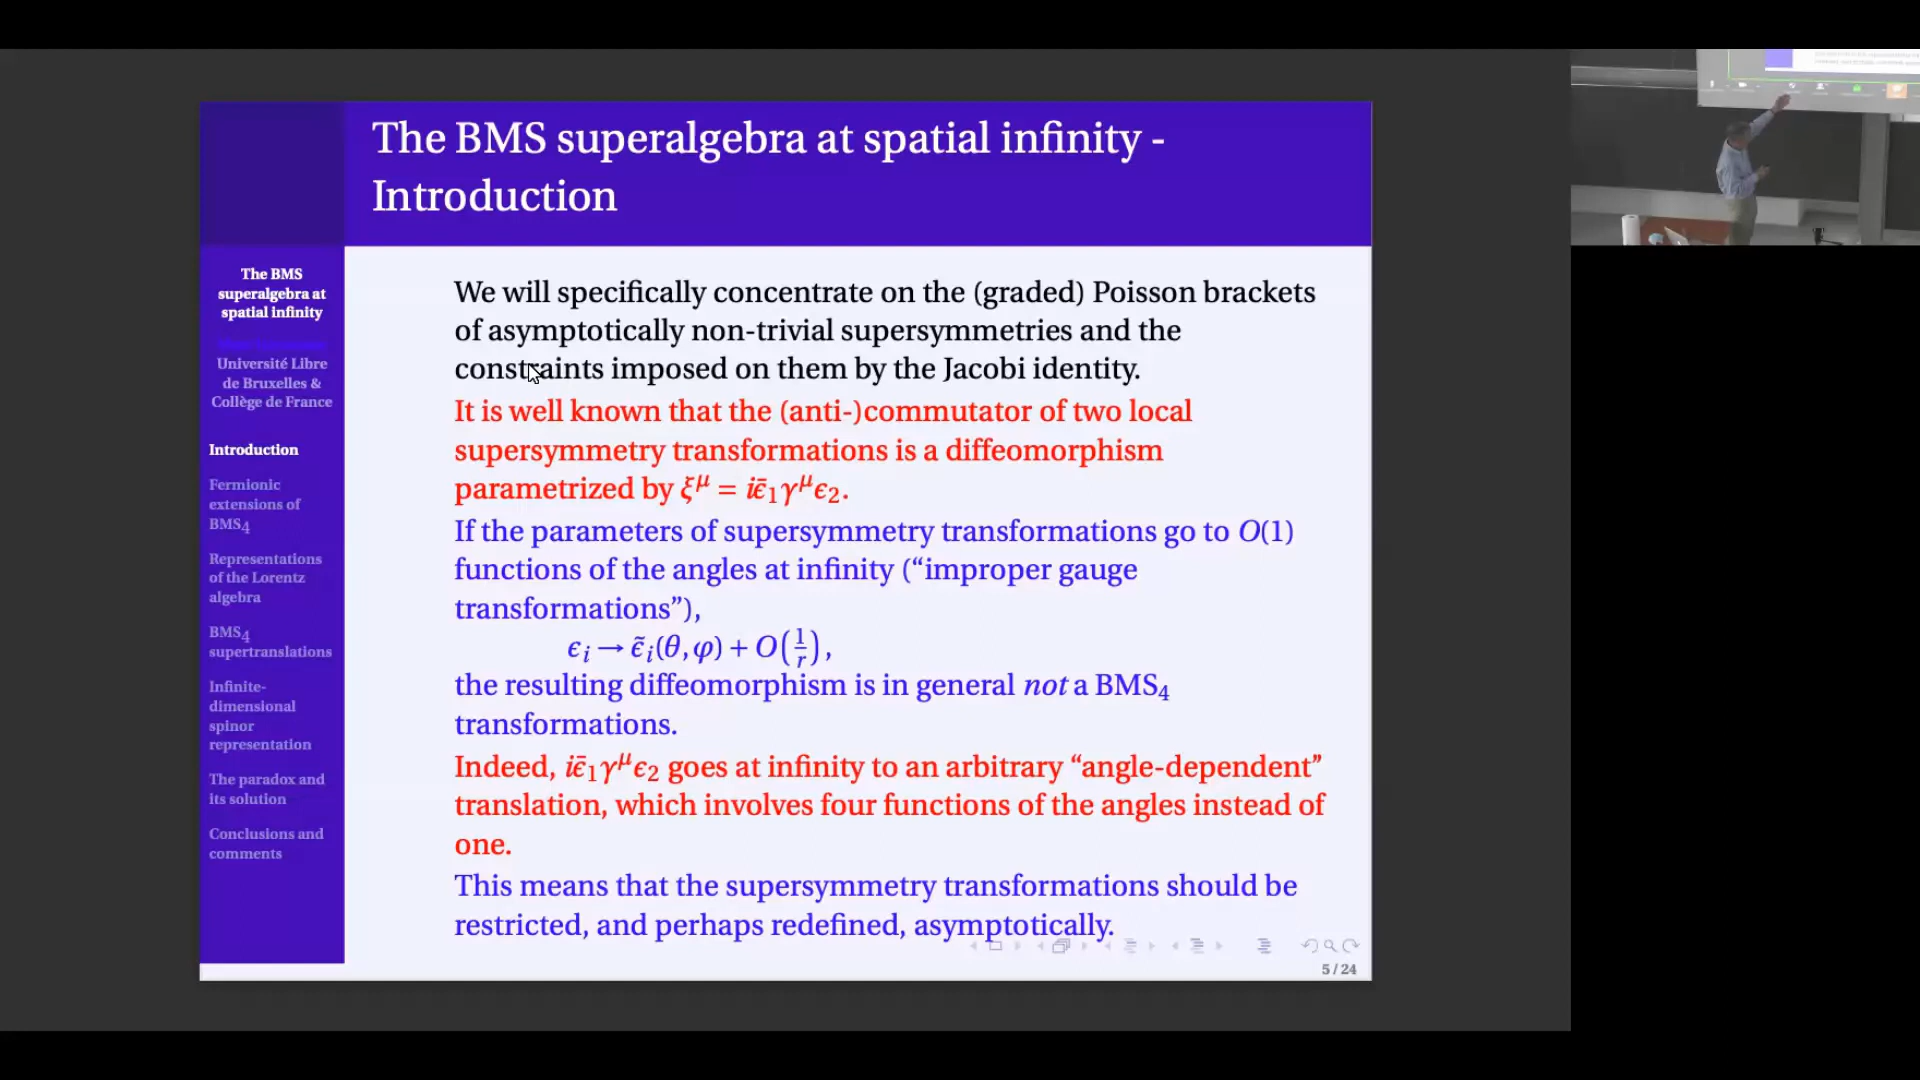 The BMS superalgebra at spatial infinity -
Introduction
The BMS
superalgebra at
spatial infinity
Université Libre
de Bruxelles &
Collège de France
Introduction
Fermionic
extensions of
BMS₄
Representations
of the Lorentz
algebra
BMS₄
supertranslations
Infinite-
dimensional
spinor
representation
The paradox and
its solution
Conclusions and
comments
We will specifically concentrate on the (graded) Poisson brackets
of asymptotically non-trivial supersymmetries and the
constraints imposed on them by the Jacobi identity.
It is well known that the (anti-)commutator of two local
supersymmetry transformations is a diffeomorphism
parametrized by ξ^μ = iε̄₁γ^με₂.
If the parameters of supersymmetry transformations go to O(1)
functions of the angles at infinity (“improper gauge
transformations”),
ε_i → ε̃_i(θ, φ) + O(1/r),
the resulting diffeomorphism is in general not a BMS₄
transformations.
Indeed, iε̄₁γ^με₂ goes at infinity to an arbitrary “angle-dependent”
translation, which involves four functions of the angles instead of
one.
This means that the supersymmetry transformations should be
restricted, and perhaps redefined, asymptotically.
5 / 24